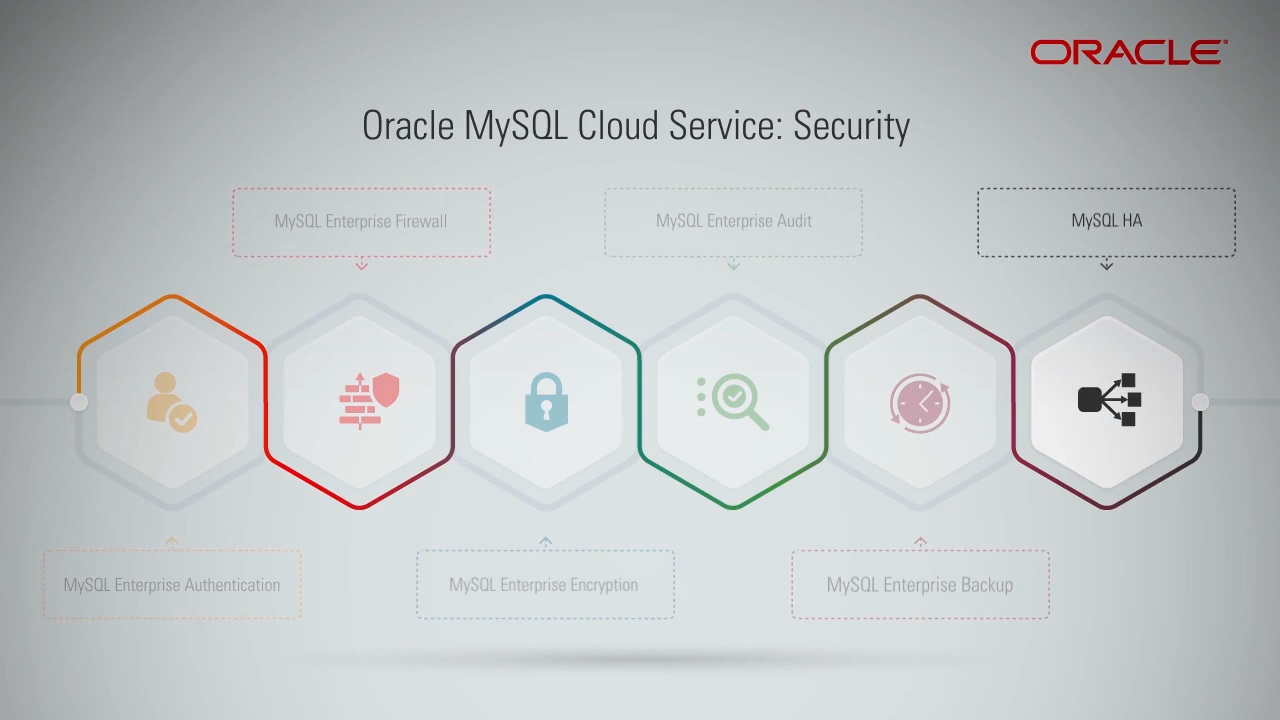 ORACLE
Oracle MySQL Cloud Service: Security
MySQL Enterprise Firewall
MySQL Enterprise Audit
MySQL HA
MySQL Enterprise Authentication
MySQL Enterprise Encryption
MySQL Enterprise Backup